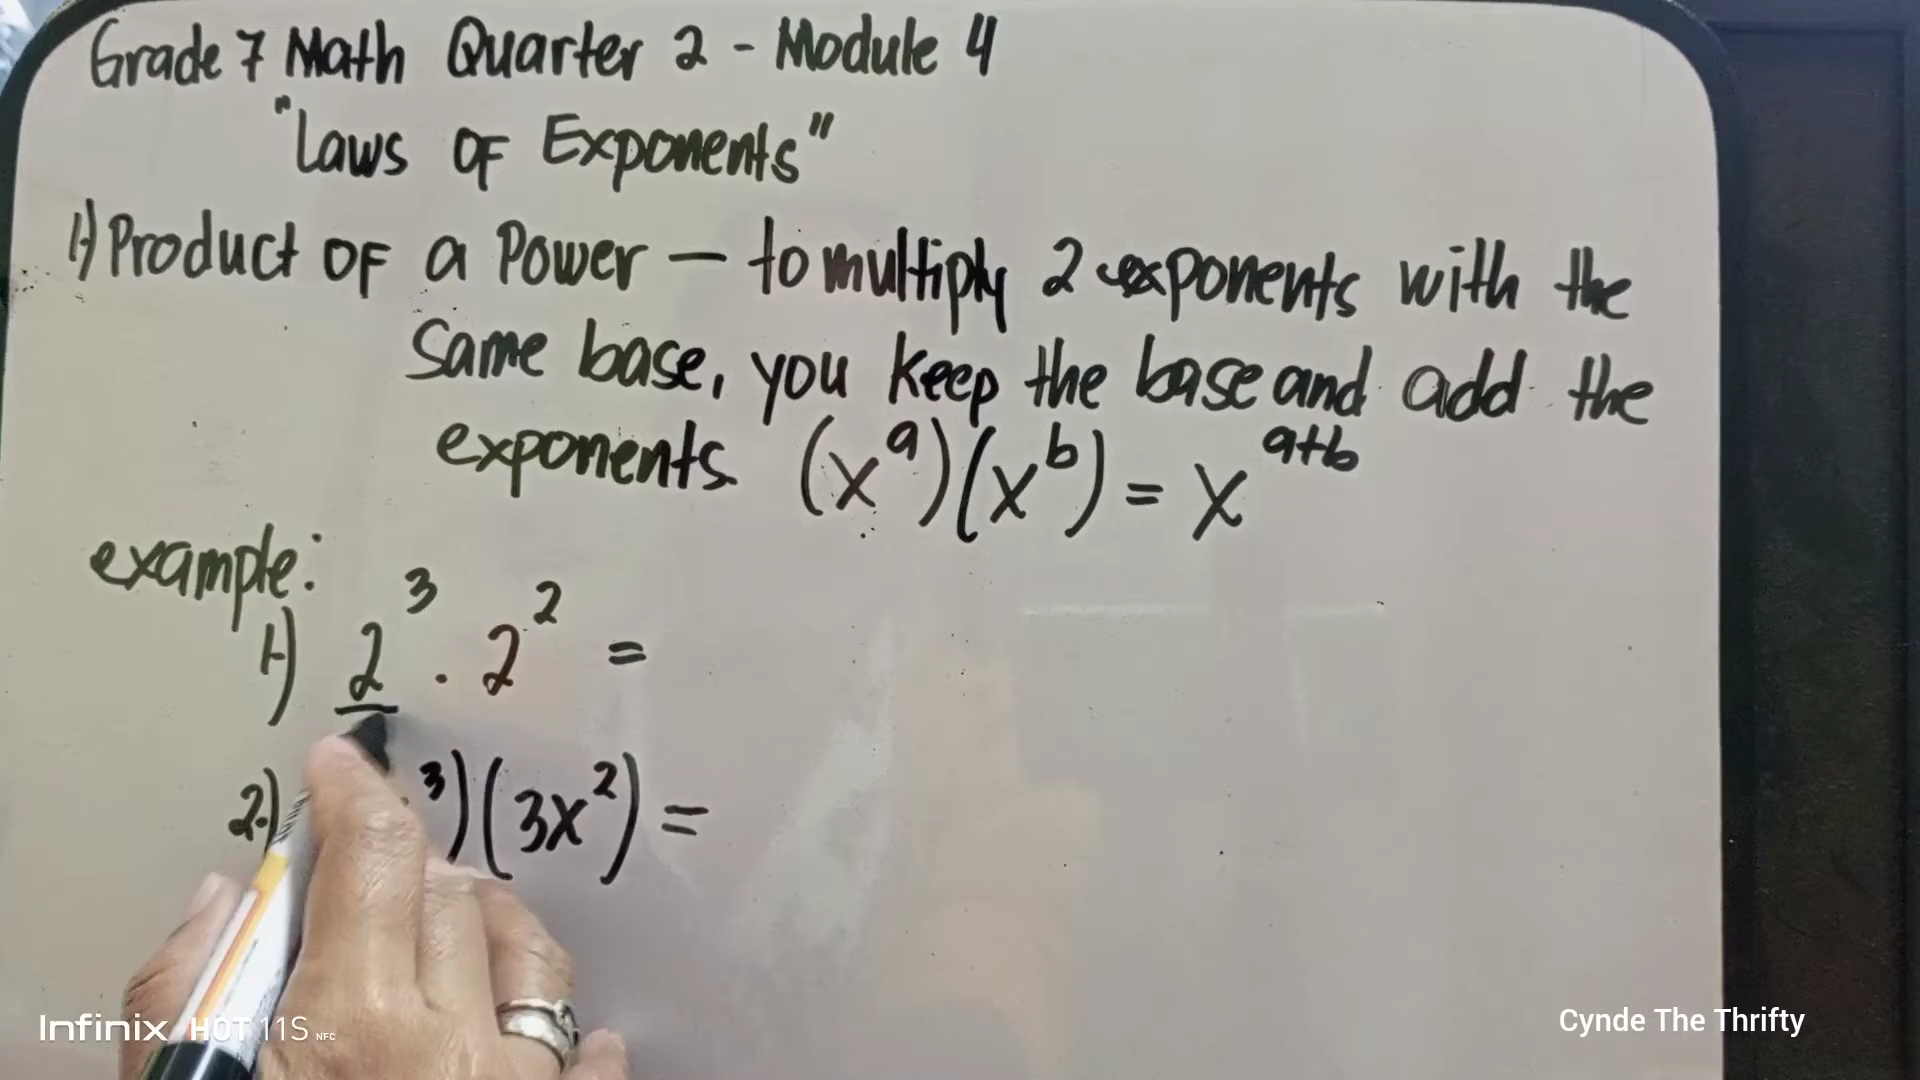 Grade 7 Math Quarter 2 - Module 4
"Laws OF Exponents"
1.) Product OF a Power — to multiply 2 exponents with the
same base, you keep the base and add the
exponents. (x^a)(x^b) = x^a+b
example:
1.) 2^3 . 2^2 =
2.) ^3)(3x^2) =
Infinix HOT 11S NFC
Cynde The Thrifty